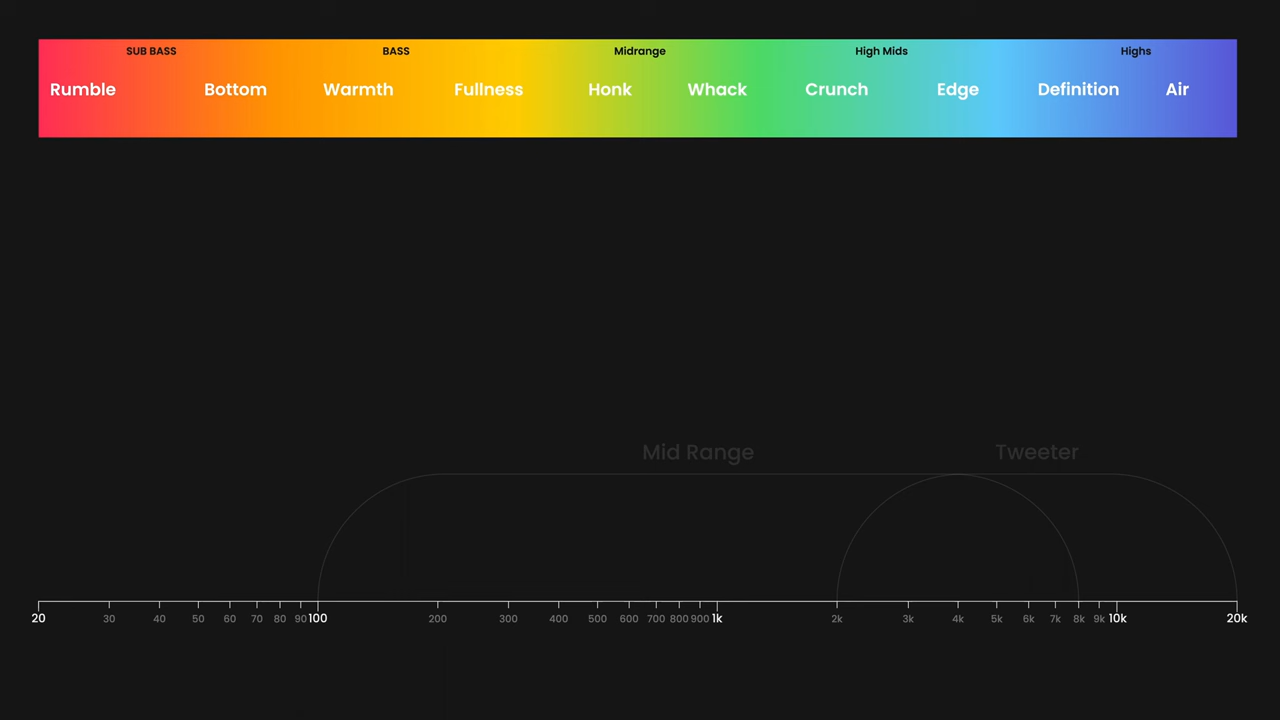 SUB BASS BASS Midrange High Mids Highs
Rumble Bottom Warmth Fullness Honk Whack Crunch Edge Definition Air
Mid Range Tweeter
20 30 40 50 60 70 80 90 100 200 300 400 500 600 700 800 900 1k 2k 3k 4k 5k 6k 7k 8k 9k 10k 20k